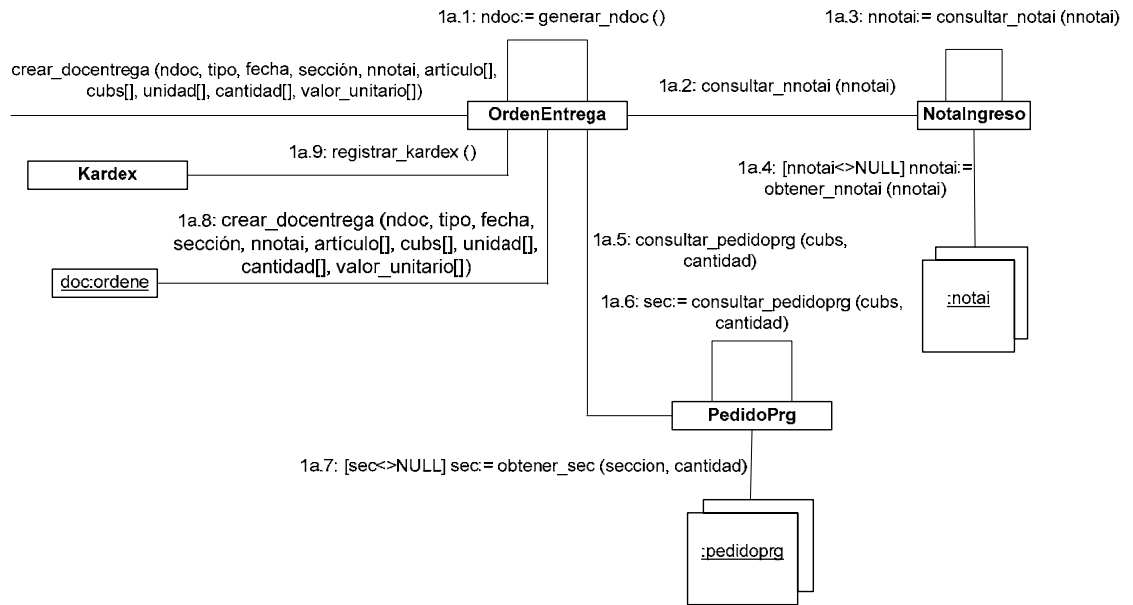 1a.1: ndoc:= generar_ndoc ()
1a.3: nnotai:= consultar_notai (nnotai)
crear_docentrega (ndoc, tipo, fecha, sección, nnotai, artículo[],
cubs[], unidad[], cantidad[], valor_unitario[])
1a.2: consultar_nnotai (nnotai)
OrdenEntrega
NotaIngreso
1a.9: registrar_kardex ()
Kardex
1a.4: [nnotai<>NULL] nnotai:=
obtener_nnotai (nnotai)
1a.8: crear_docentrega (ndoc, tipo, fecha,
sección, nnotai, artículo[], cubs[], unidad[],
cantidad[], valor_unitario[])
1a.5: consultar_pedidoprg (cubs,
cantidad)
doc:ordene
:notai
1a.6: sec:= consultar_pedidoprg (cubs,
cantidad)
PedidoPrg
1a.7: [sec<>NULL] sec:= obtener_sec (seccion, cantidad)
:pedidoprg